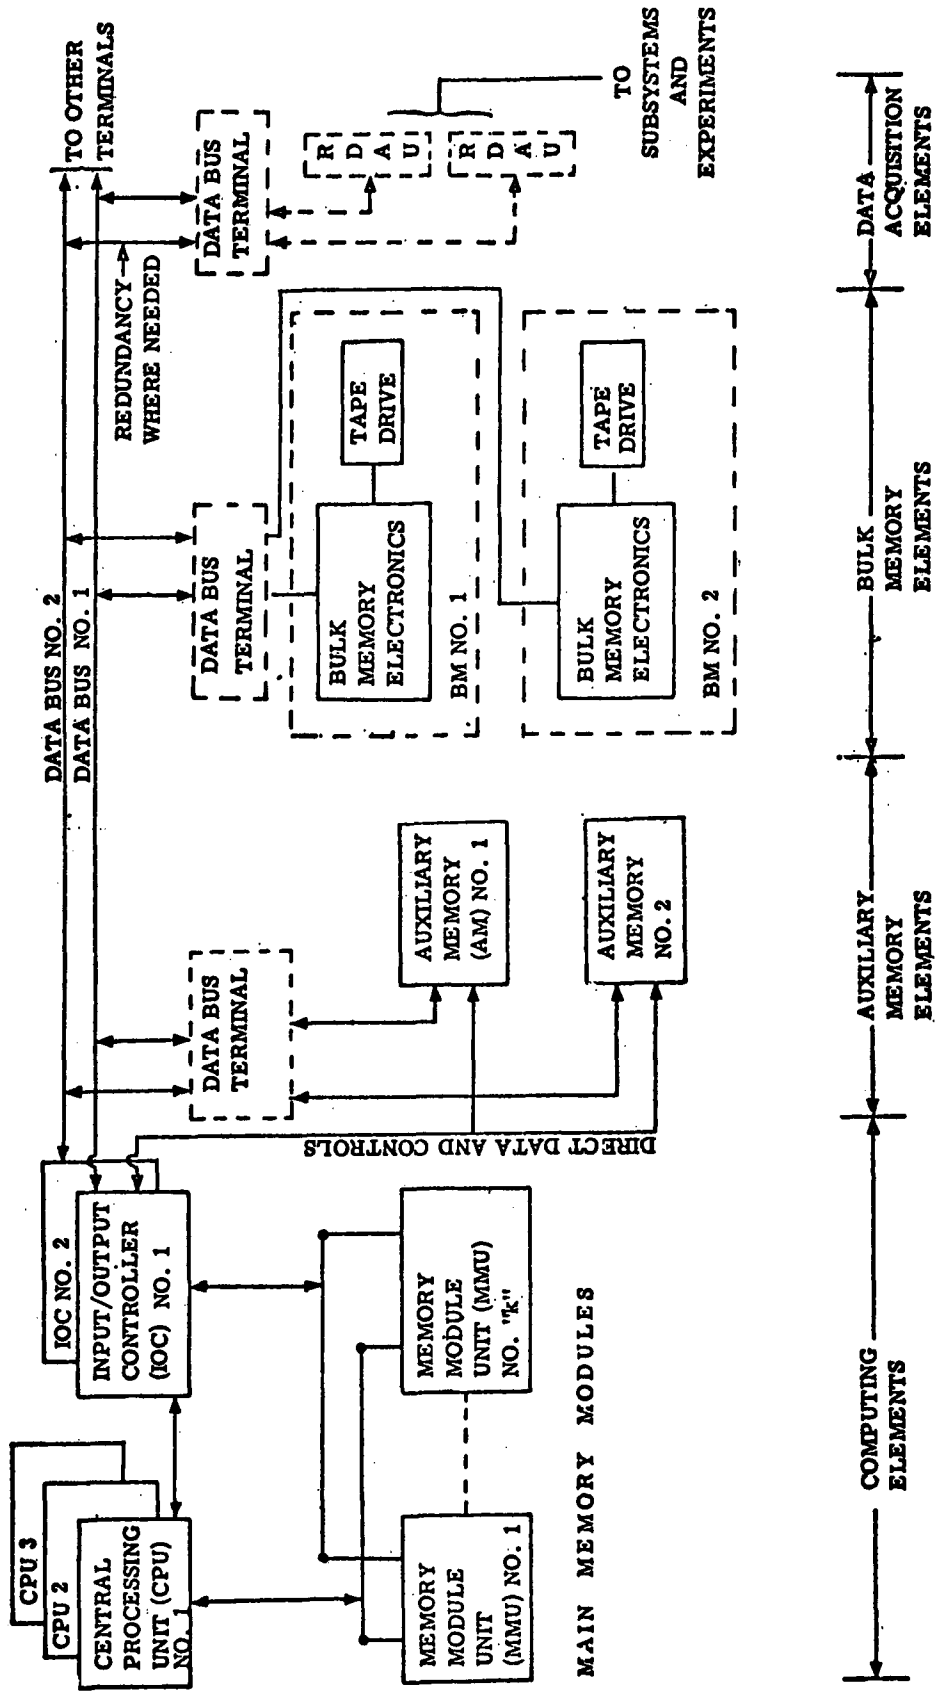 CPU 3
CPU 2
CENTRAL
PROCESSING
UNIT (CPU)
NO. 1
IOC NO. 2
INPUT/OUTPUT
CONTROLLER
(IOC) NO. 1
DATA BUS NO. 2
DATA BUS NO. 1
TO OTHER
TERMINALS
REDUNDANCY
WHERE NEEDED
DATA BUS
TERMINAL
DATA BUS
TERMINAL
DATA BUS
TERMINAL
R
D
A
U
R
D
A
U
TO
SUBSYSTEMS
AND
EXPERIMENTS
DIRECT DATA AND CONTROLS
AUXILIARY
MEMORY
(AM) NO. 1
AUXILIARY
MEMORY
NO. 2
BULK
MEMORY
ELECTRONICS
TAPE
DRIVE
BM NO. 1
BULK
MEMORY
ELECTRONICS
TAPE
DRIVE
BM NO. 2
MEMORY
MODULE
UNIT
(MMU) NO. 1
MEMORY
MODULE
UNIT (MMU)
NO. "k"
MAIN MEMORY MODULES
COMPUTING
ELEMENTS
AUXILIARY
MEMORY
ELEMENTS
BULK
MEMORY
ELEMENTS
DATA
ACQUISITION
ELEMENTS